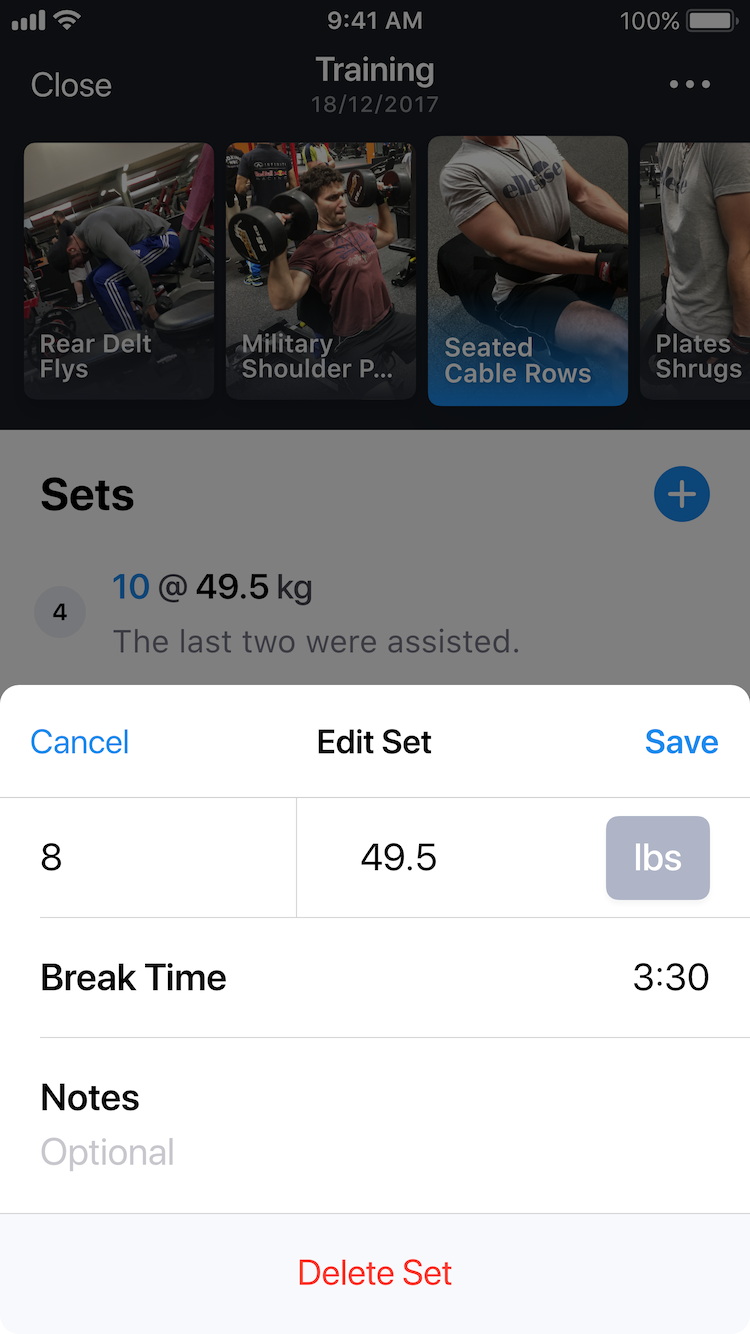 9:41 AM
100%
Close
Training
18/12/2017
ellesse
Rear Delt
Flys
Military
Shoulder P...
Seated
Cable Rows
Plates
Shrugs
Sets
4
10 @ 49.5 kg
The last two were assisted.
Cancel
Edit Set
Save
8
49.5
lbs
Break Time
3:30
Notes
Optional
Delete Set